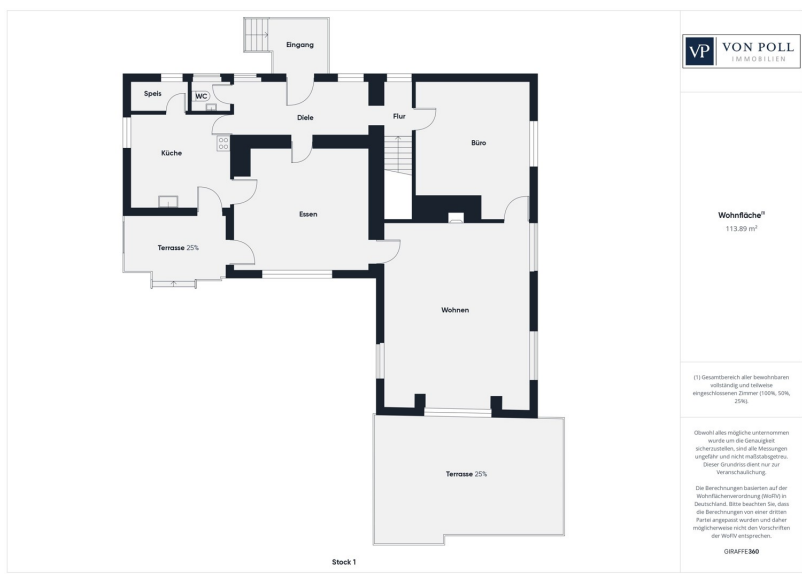 Eingang
Speis
WC
Diele
Flur
Büro
Küche
Essen
Terrasse 25%
Wohnen
Terrasse 25%
Stock 1
VP VON POLL
IMMOBILIEN
Wohnfläche⁽¹⁾
113.89 m²
(1) Gesamtbereich aller bewohnbaren
vollständig und teilweise
eingeschlossenen Zimmer (100%, 50%,
25%).
Obwohl alles mögliche unternommen
wurde um die Genauigkeit
sicherzustellen, sind alle Messungen
ungefähr und nicht maßstabsgetreu.
Dieser Grundriss dient nur zur
Veranschaulichung.
Die Berechnungen basierten auf der
Wohnflächenverordnung (WoFlV) in
Deutschland. Bitte beachten Sie, dass
die Berechnungen von einer dritten
Partei angepasst wurden und daher
möglicherweise nicht den Vorschriften
der WoFlV entsprechen.
GIRAFFE360